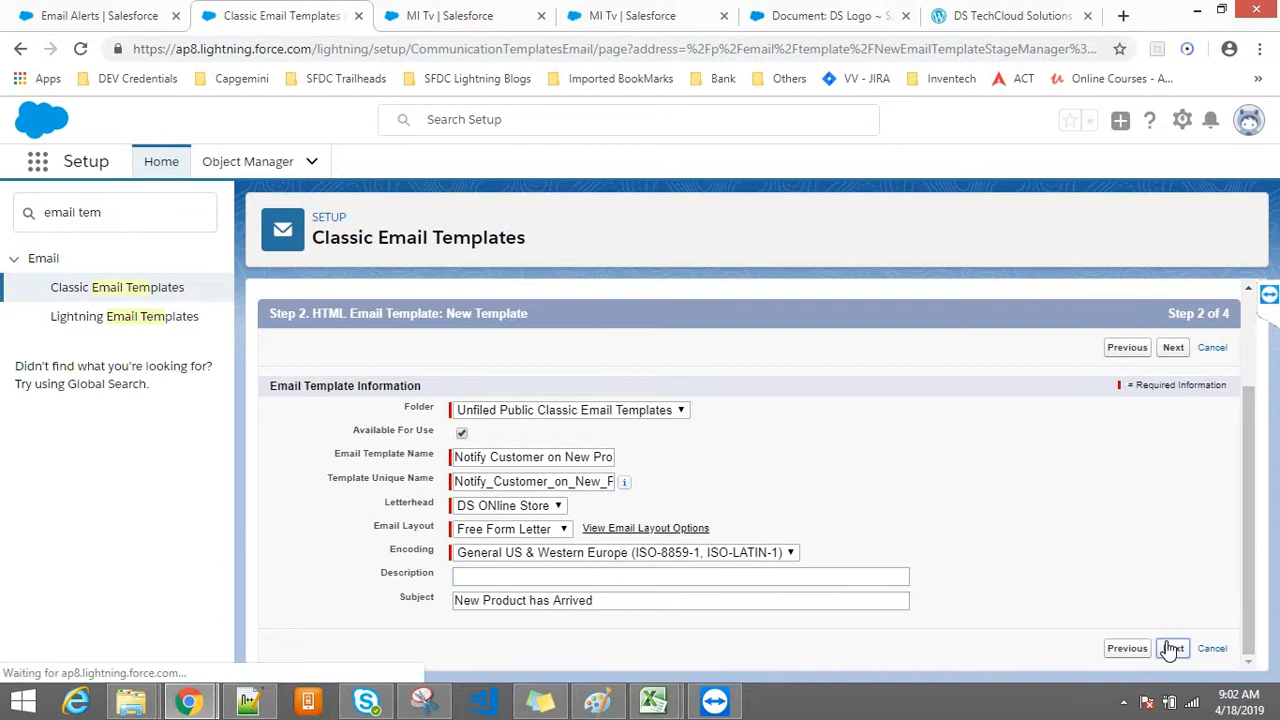 Email Alerts | Salesforce
Classic Email Templates
MI Tv | Salesforce
MI Tv | Salesforce
Document: DS Logo ~ S
DS TechCloud Solutions
https://ap8.lightning.force.com/lightning/setup/CommunicationTemplatesEmail/page?address=%2Fp%2Femail%2Ftemplate%2FNewEmailTemplateStageManager%3...
Apps
DEV Credentials
Capgemini
SFDC Trailheads
SFDC Lightning Blogs
Imported BookMarks
Bank
Others
VV - JIRA
Inventech
ACT
Online Courses - A...
»
Search Setup
Setup
Home
Object Manager
email tem
SETUP
Classic Email Templates
Email
Classic Email Templates
Lightning Email Templates
Didn't find what you're looking for?
Try using Global Search.
Step 2. HTML Email Template: New Template
Step 2 of 4
Previous
Next
Cancel
Email Template Information
= Required Information
Folder
Unfiled Public Classic Email Templates
Available For Use
Email Template Name
Notify Customer on New Pro
Template Unique Name
Notify_Customer_on_New_P
Letterhead
DS ONline Store
Email Layout
Free Form Letter
View Email Layout Options
Encoding
General US & Western Europe (ISO-8859-1, ISO-LATIN-1)
Description
Subject
New Product has Arrived
Previous
Next
Cancel
Waiting for ap8.lightning.force.com...
9:02 AM
4/18/2019